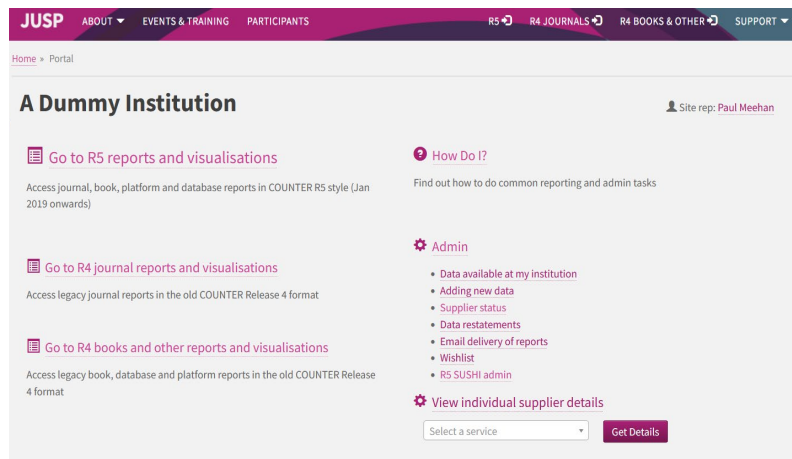 JUSP ABOUT EVENTS & TRAINING PARTICIPANTS R5 R4 JOURNALS R4 BOOKS & OTHER SUPPORT
Home » Portal
A Dummy Institution
Site rep: Paul Meehan
Go to R5 reports and visualisations
Access journal, book, platform and database reports in COUNTER R5 style (Jan
2019 onwards)
Go to R4 journal reports and visualisations
Access legacy journal reports in the old COUNTER Release 4 format
Go to R4 books and other reports and visualisations
Access legacy book, database and platform reports in the old COUNTER Release
4 format
How Do I?
Find out how to do common reporting and admin tasks
Admin
Data available at my institution
Adding new data
Supplier status
Data restatements
Email delivery of reports
Wishlist
R5 SUSHI admin
View individual supplier details
Select a service Get Details